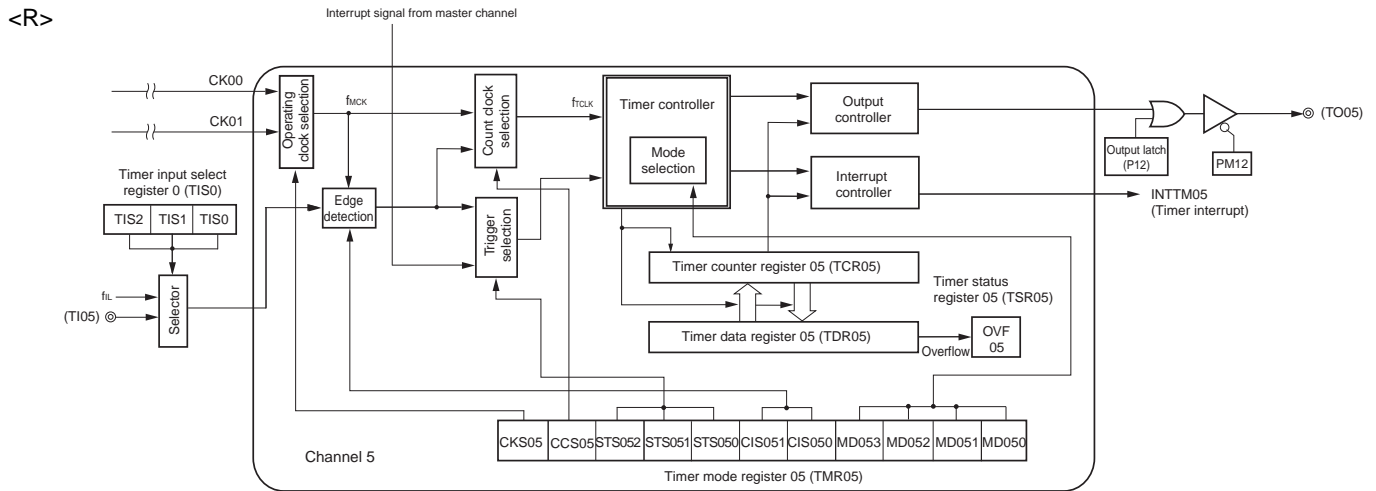 <R>
Interrupt signal from master channel
CK00
CK01
Operating
clock selection
fMCK
Count clock
selection
fTCLK
Timer controller
Mode
selection
Output
controller
Interrupt
controller
Output latch
(P12)
PM12
(TO05)
INTTM05
(Timer interrupt)
Timer input select
register 0 (TIS0)
TIS2 TIS1 TIS0
Edge
detection
Trigger
selection
fIL
(TI05)
Selector
Timer counter register 05 (TCR05)
Timer status
register 05 (TSR05)
Timer data register 05 (TDR05)
Overflow
OVF
05
CKS05 CCS05 STS052 STS051 STS050 CIS051 CIS050 MD053 MD052 MD051 MD050
Channel 5
Timer mode register 05 (TMR05)